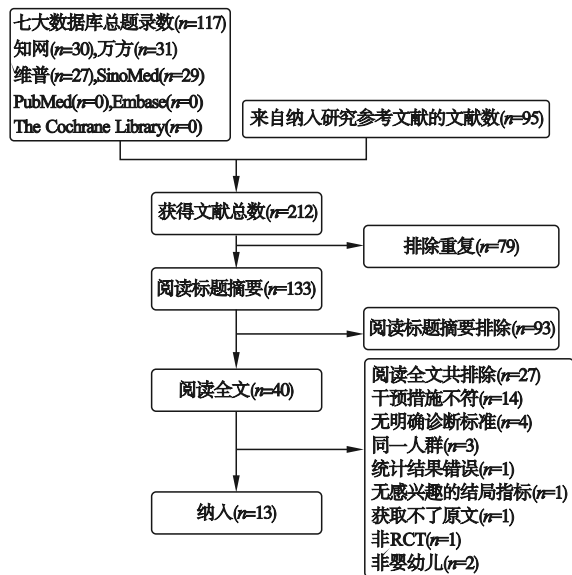 七大数据库总题录数(n=117)
知网(n=30),万方(n=31)
维普(n=27),SinoMed(n=29)
PubMed(n=0),Embase(n=0)
The Cochrane Library(n=0)
来自纳入研究参考文献的文献数(n=95)
获得文献总数(n=212)
排除重复(n=79)
阅读标题摘要(n=133)
阅读标题摘要排除(n=93)
阅读全文(n=40)
阅读全文共排除(n=27)
干预措施不符(n=14)
无明确诊断标准(n=4)
同一人群(n=3)
统计结果错误(n=1)
无感兴趣的结局指标(n=1)
获取不了原文(n=1)
非RCT(n=1)
非婴幼儿(n=2)
纳入(n=13)